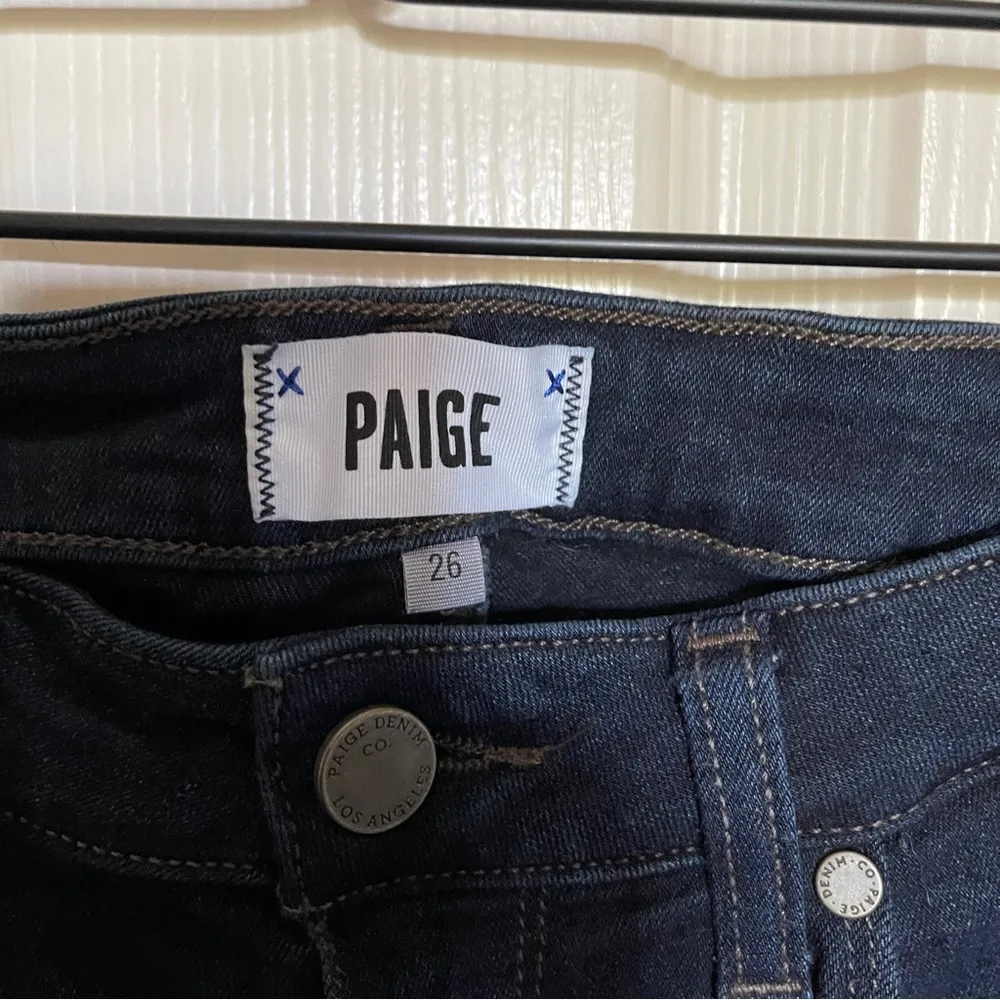 PAIGE
26
PAIGE DENIM
CO.
LOS ANGELES
DENIM · CO · PAIGE ·